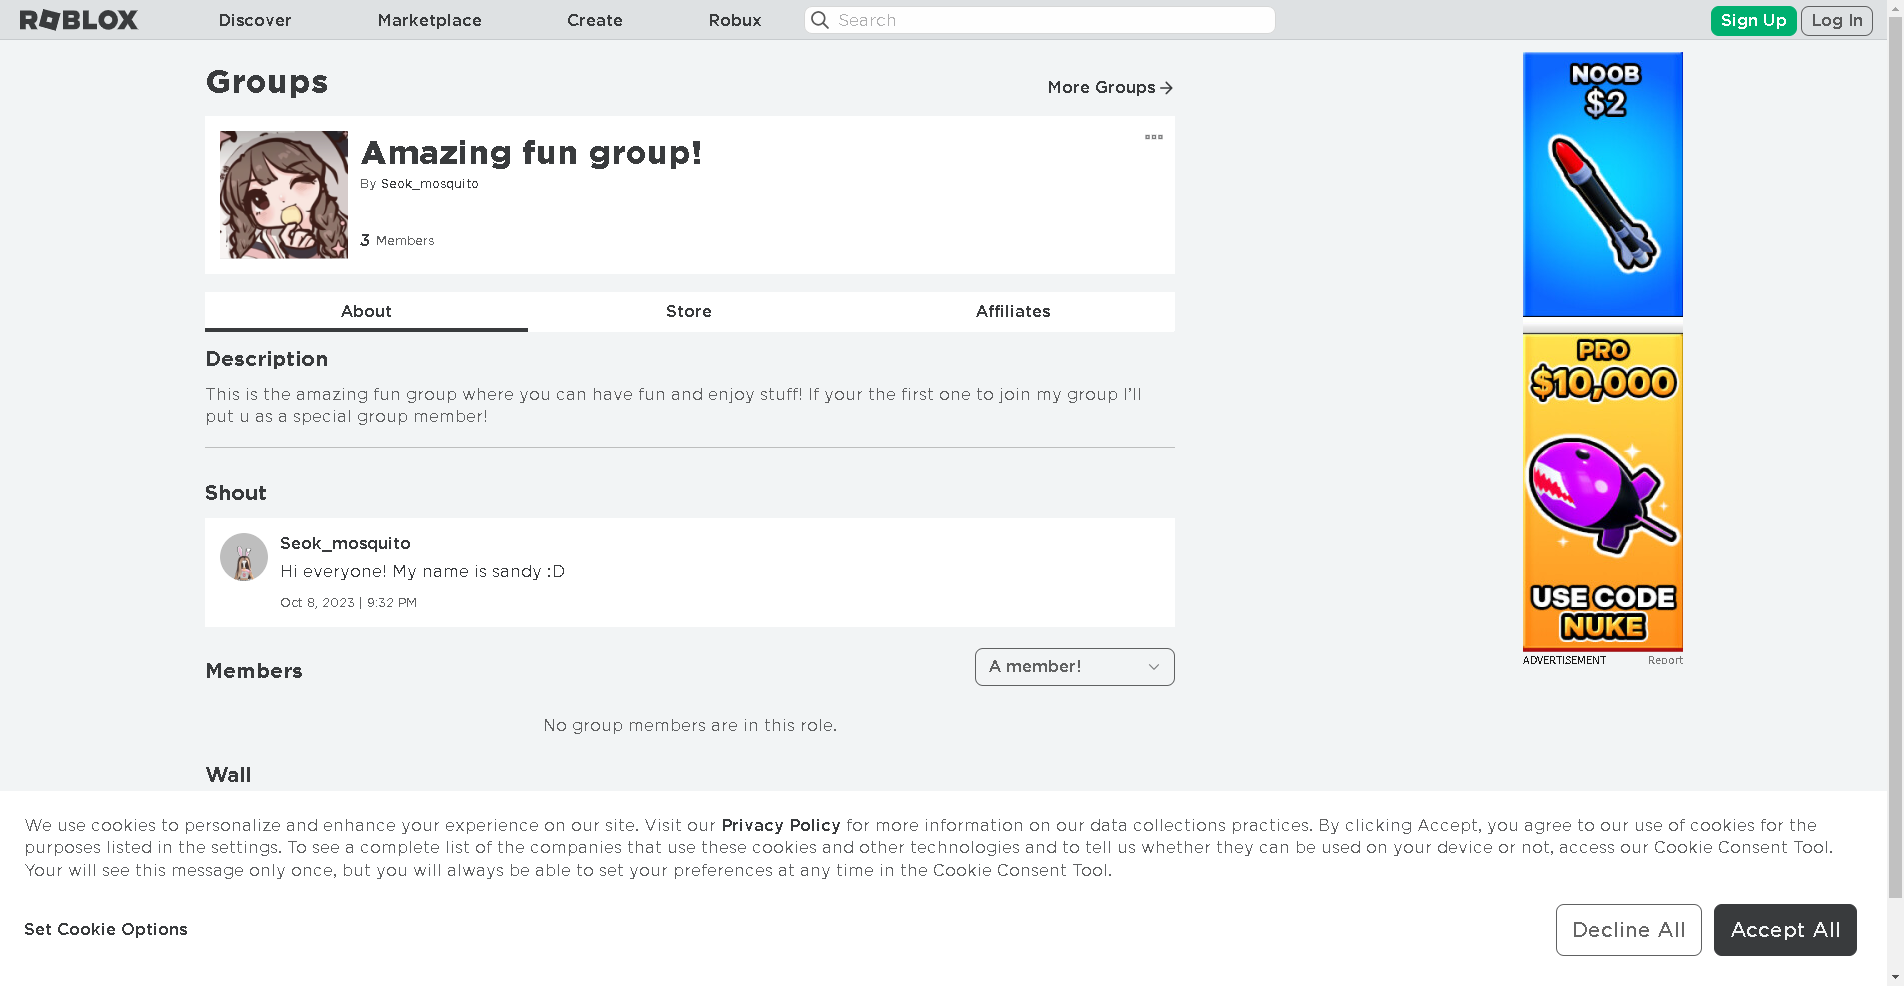 ROBLOX Discover Marketplace Create Robux Search Sign Up Log In
Groups
More Groups
Amazing fun group!
By Seok_mosquito
3 Members
About Store Affiliates
Description
This is the amazing fun group where you can have fun and enjoy stuff! If your the first one to join my group I'll
put u as a special group member!
Shout
Seok_mosquito
Hi everyone! My name is sandy :D
Oct 8, 2023 | 9:32 PM
Members
A member!
No group members are in this role.
Wall
NOOB
$2
PRO
$10,000
USE CODE
NUKE
ADVERTISEMENT Report
We use cookies to personalize and enhance your experience on our site. Visit our Privacy Policy for more information on our data collections practices. By clicking Accept, you agree to our use of cookies for the
purposes listed in the settings. To see a complete list of the companies that use these cookies and other technologies and to tell us whether they can be used on your device or not, access our Cookie Consent Tool.
Your will see this message only once, but you will always be able to set your preferences at any time in the Cookie Consent Tool.
Set Cookie Options
Decline All
Accept All